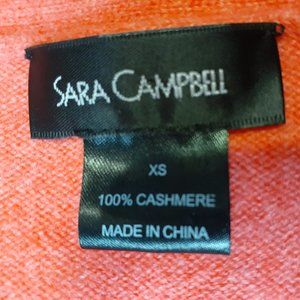 SARA CAMPBELL
XS
100% CASHMERE
MADE IN CHINA